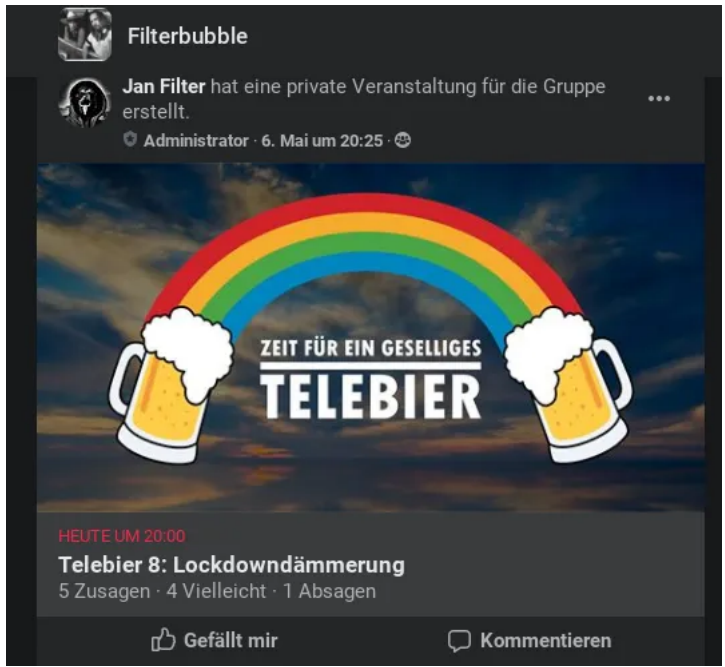 Filterbubble
Jan Filter hat eine private Veranstaltung für die Gruppe
erstellt.
Administrator · 6. Mai um 20:25 ·
ZEIT FÜR EIN GESELLIGES
TELEBIER
HEUTE UM 20:00
Telebier 8: Lockdowndämmerung
5 Zusagen · 4 Vielleicht · 1 Absagen
Gefällt mir
Kommentieren